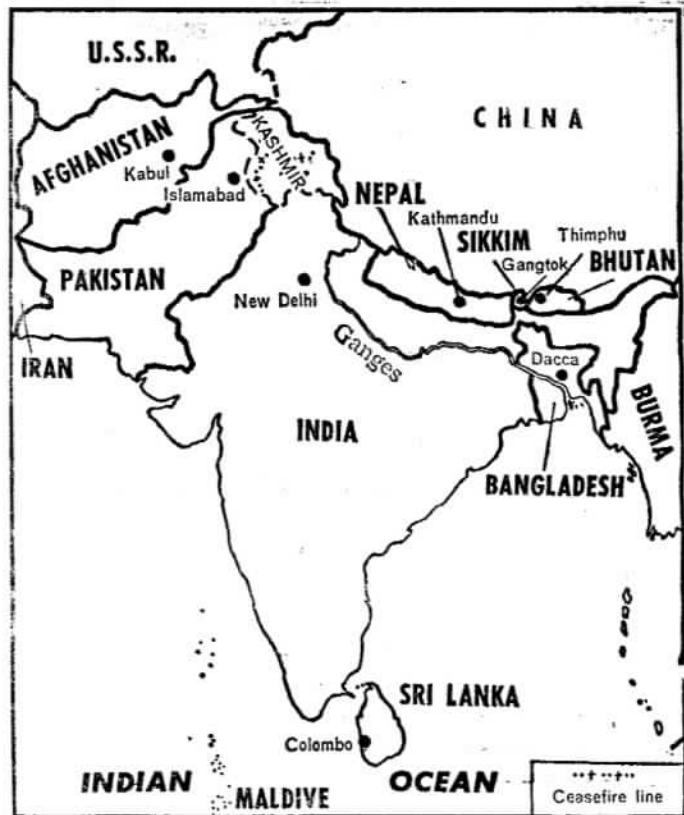 U.S.S.R.
CHINA
AFGHANISTAN
Kabul
KASHMIR
Islamabad
NEPAL
Kathmandu
SIKKIM
Thimphu
Gangtok
BHUTAN
PAKISTAN
New Delhi
Ganges
Dacca
IRAN
BURMA
INDIA
BANGLADESH
SRI LANKA
Colombo
INDIAN OCEAN
MALDIVE
Ceasefire line